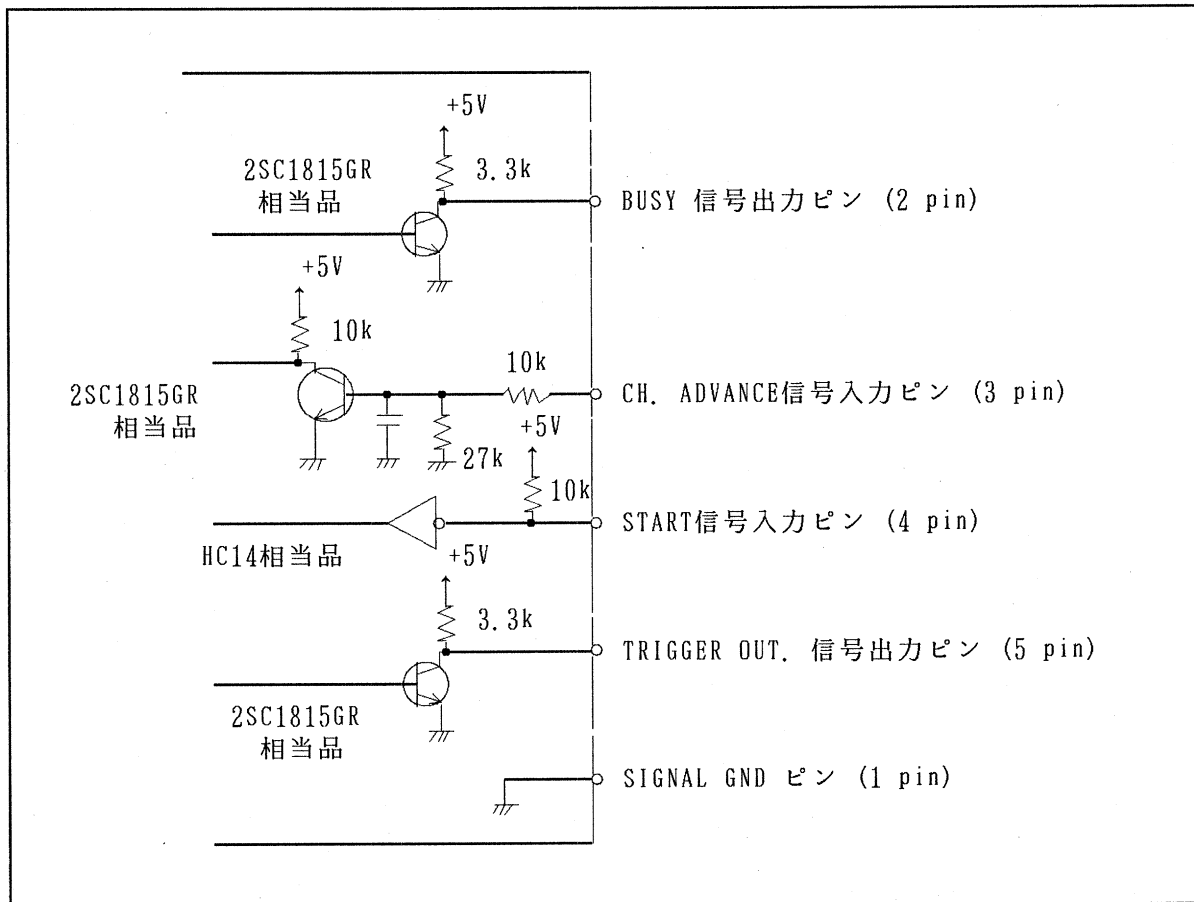 +5V
2SC1815GR
相当品
3.3k
BUSY 信号出力ピン (2 pin)
+5V
10k
2SC1815GR
相当品
10k
CH. ADVANCE信号入力ピン (3 pin)
27k
+5V
10k
START信号入力ピン (4 pin)
HC14相当品
+5V
3.3k
TRIGGER OUT. 信号出力ピン (5 pin)
2SC1815GR
相当品
SIGNAL GND ピン (1 pin)